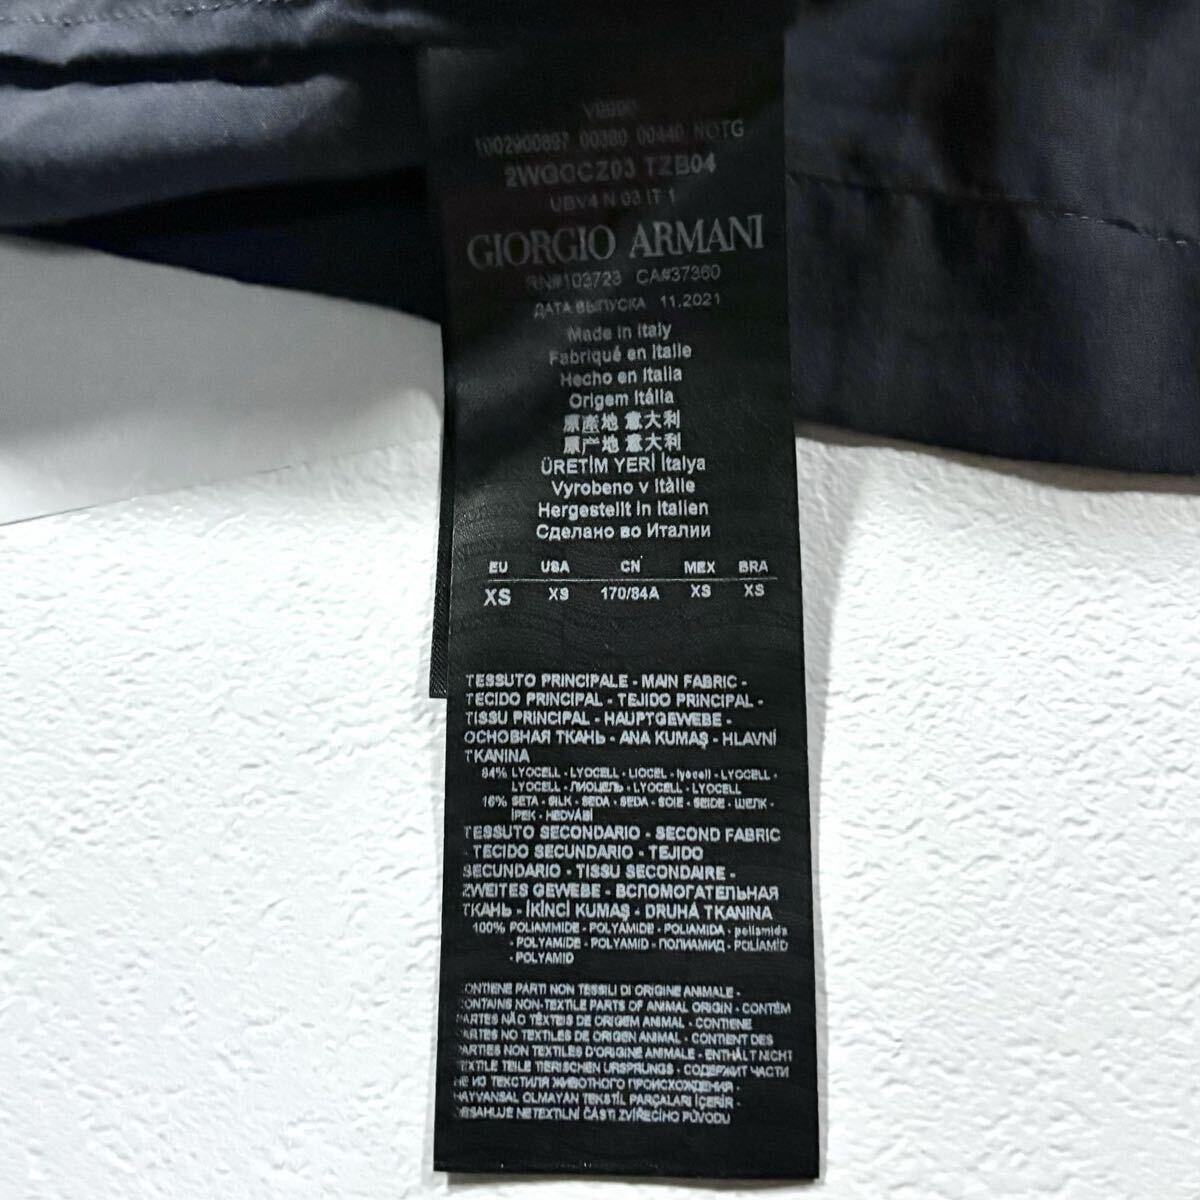 1002900897 00380 00440 NOTG
2WGOCZ03 TZB04
UBV4 N 03 IT 1
GIORGIO ARMANI
RN#103723 CA#37360
ДАТА ВЫПУСКА 11.2021
Made in Italy
Fabriqué en Italie
Hecho en Italia
Origem Itália
原産地 意大利
原产地 意大利
ÜRETİM YERİ İtalya
Vyrobeno v Itàlie
Hergestellt in Italien
Сделано во Италии
EU USA CN MEX BRA
XS XS 170/84A XS XS
TESSUTO PRINCIPALE - MAIN FABRIC -
TECIDO PRINCIPAL - TEJIDO PRINCIPAL -
TISSU PRINCIPAL - HAUPTGEWEBE -
ОСНОВНАЯ ТКАНЬ - ANA KUMAŞ - HLAVNÍ
TKANINA
84% LYOCELL - LYOCELL - LIOCEL - lyocell - LYOCELL -
LYOCELL - ЛИОЦЕЛЬ - LYOCELL - LYOCELL
16% SETA - SILK - SEDA - SEDA - SOIE - SEIDE - ШЕЛК -
İPEK - HEDVÁBÍ
TESSUTO SECONDARIO - SECOND FABRIC
- TECIDO SECUNDARIO - TEJIDO
SECUNDARIO - TISSU SECONDAIRE -
ZWEITES GEWEBE - ВСПОМОГАТЕЛЬНАЯ
ТКАНЬ - İKİNCİ KUMAŞ - DRUHÁ TKANINA
100% POLIAMMIDE - POLYAMIDE - POLIAMIDA - poliamida
- POLYAMIDE - POLYAMID - ПОЛИАМИД - POLİAMİD
- POLYAMID
CONTIENE PARTI NON TESSILI DI ORIGINE ANIMALE -
CONTAINS NON-TEXTILE PARTS OF ANIMAL ORIGIN - CONTÉM
PARTES NÃO TÊXTEIS DE ORIGEM ANIMAL - CONTIENE
PARTES NO TEXTILES DE ORIGEN ANIMAL - CONTIENT DES
PARTIES NON TEXTILES D'ORIGINE ANIMALE - ENTHÄLT NICHT
TEXTILE TEILE TIERISCHEN URSPRUNGS - СОДЕРЖИТ ЧАСТИ
НЕ ИЗ ТЕКСТИЛЯ ЖИВОТНОГО ПРОИСХОЖДЕНИЯ -
HAYVANSAL OLMAYAN TEKSTİL PARÇALARI İÇERİR -
OBSAHUJE NETEXTILNÍ ČÁSTI ZVÍŘECÍHO PŮVODU